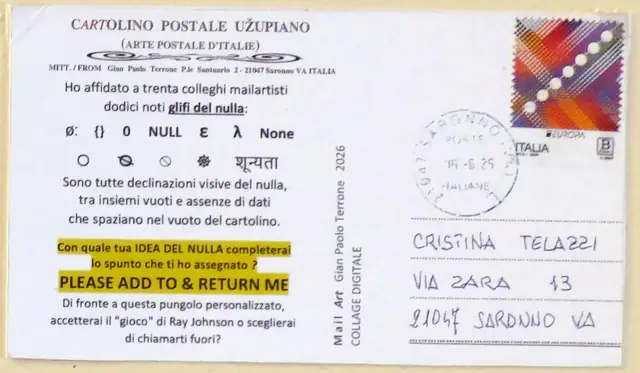 CARTOLINO POSTALE UŽUPIANO
(ARTE POSTALE D'ITALIE)
MITT. / FROM Gian Paolo Terrone P.le Santuario 2 - 21047 Saronno VA ITALIA
Ho affidato a trenta colleghi mailartisti
dodici noti glifi del nulla:
∅: {} 0 NULL ε λ None
शून्यता
Sono tutte declinazioni visive del nulla,
tra insiemi vuoti e assenze di dati
che spaziano nel vuoto del cartolino.
Con quale tua IDEA DEL NULLA completerai
lo spunto che ti ho assegnato ?
PLEASE ADD TO & RETURN ME
Di fronte a questa pungolo personalizzato,
accetterai il "gioco" di Ray Johnson o sceglierai
di chiamarti fuori?
Mail Art Gian Paolo Terrone 2026
COLLAGE DIGITALE
21047 SARONNO (VA)
POSTE
ITALIANE
EUROPA
ITALIA B
CRISTINA TELAZZI
VIA ZARA 13
21047 SARONNO VA